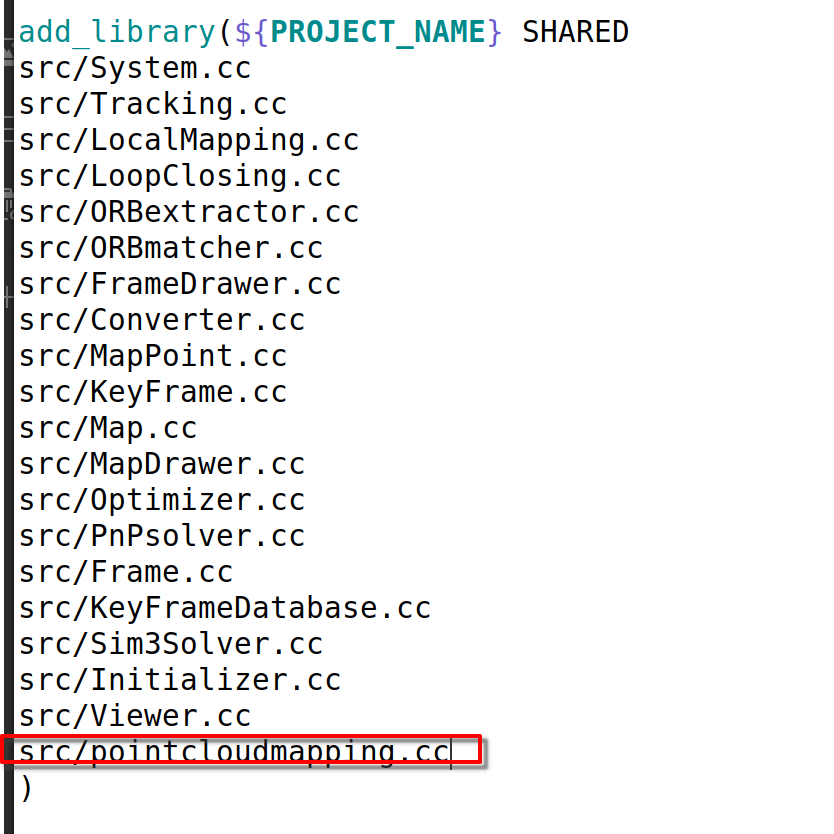 add_library(${PROJECT_NAME} SHARED
src/System.cc
src/Tracking.cc
src/LocalMapping.cc
src/LoopClosing.cc
src/ORBextractor.cc
src/ORBmatcher.cc
src/FrameDrawer.cc
src/Converter.cc
src/MapPoint.cc
src/KeyFrame.cc
src/Map.cc
src/MapDrawer.cc
src/Optimizer.cc
src/PnPsolver.cc
src/Frame.cc
src/KeyFrameDatabase.cc
src/Sim3Solver.cc
src/Initializer.cc
src/Viewer.cc
src/pointcloudmapping.cc
)